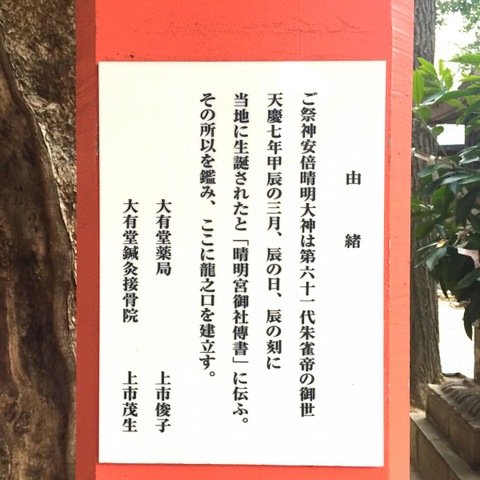 由緒
ご祭神安倍晴明大神は第六十一代朱雀帝の御世
天慶七年甲辰の三月、辰の日、辰の刻に
当地に生誕されたと「晴明宮御社傳書」に伝ふ。
その所以を鑑み、ここに龍之口を建立す。
大有堂薬局 上市俊子
大有堂鍼灸接骨院 上市茂生